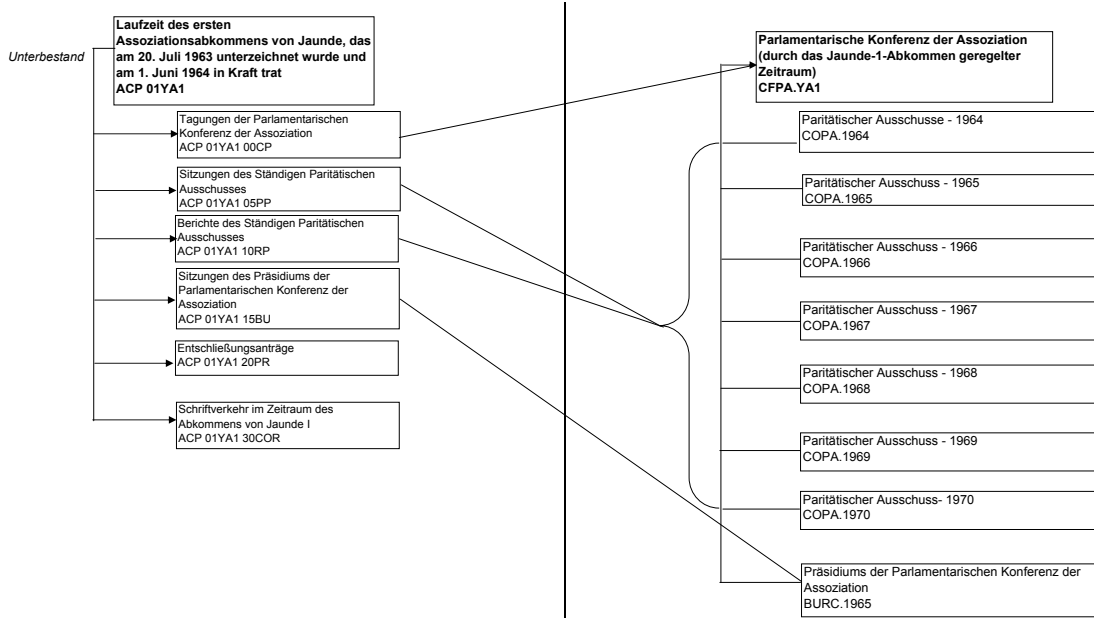 Unterbestand
Laufzeit des ersten
Assoziationsabkommens von Jaunde, das
am 20. Juli 1963 unterzeichnet wurde und
am 1. Juni 1964 in Kraft trat
ACP 01YA1
Tagungen der Parlamentarischen
Konferenz der Assoziation
ACP 01YA1 00CP
Sitzungen des Ständigen Paritätischen
Ausschusses
ACP 01YA1 05PP
Berichte des Ständigen Paritätischen
Ausschusses
ACP 01YA1 10RP
Sitzungen des Präsidiums der
Parlamentarischen Konferenz der
Assoziation
ACP 01YA1 15BU
Entschließungsanträge
ACP 01YA1 20PR
Schriftverkehr im Zeitraum des
Abkommens von Jaunde I
ACP 01YA1 30COR
Parlamentarische Konferenz der Assoziation
(durch das Jaunde-1-Abkommen geregelter
Zeitraum)
CFPA.YA1
Paritätischer Ausschusse - 1964
COPA.1964
Paritätischer Ausschuss - 1965
COPA.1965
Paritätischer Ausschuss - 1966
COPA.1966
Paritätischer Ausschuss - 1967
COPA.1967
Paritätischer Ausschuss - 1968
COPA.1968
Paritätischer Ausschuss - 1969
COPA.1969
Paritätischer Ausschuss- 1970
COPA.1970
Präsidiums der Parlamentarischen Konferenz der
Assoziation
BURC.1965